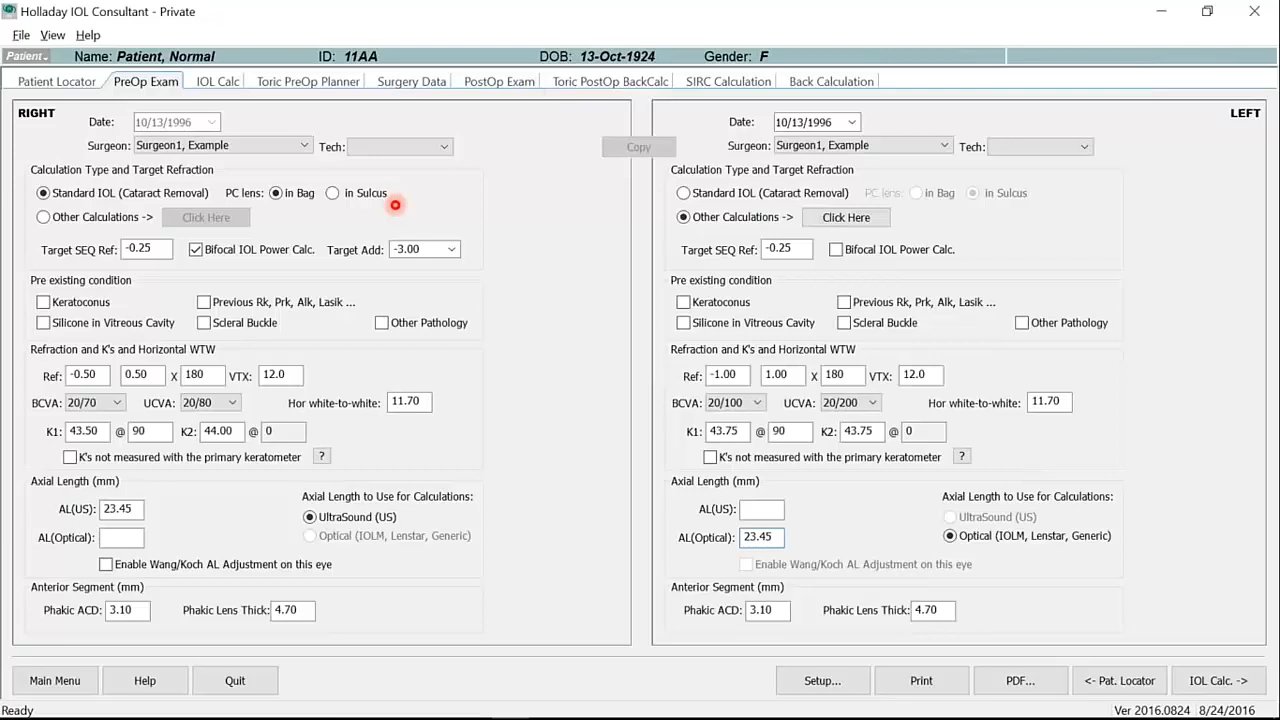 Holladay IOL Consultant - Private
File View Help
Patient Name: Patient, Normal ID: 11AA DOB: 13-Oct-1924 Gender: F
Patient Locator PreOp Exam IOL Calc Toric PreOp Planner Surgery Data PostOp Exam Toric PostOp BackCalc SIRC Calculation Back Calculation
RIGHT
Date: 10/13/1996
Surgeon: Surgeon1, Example Tech:
Copy
Calculation Type and Target Refraction
Standard IOL (Cataract Removal) PC lens: in Bag in Sulcus
Other Calculations -> Click Here
Target SEQ Ref: -0.25 Bifocal IOL Power Calc. Target Add: -3.00
Pre existing condition
Keratoconus Previous Rk, Prk, Alk, Lasik ...
Silicone in Vitreous Cavity Scleral Buckle Other Pathology
Refraction and K's and Horizontal WTW
Ref: -0.50 0.50 X 180 VTX: 12.0
BCVA: 20/70 UCVA: 20/80 Hor white-to-white: 11.70
K1: 43.50 @ 90 K2: 44.00 @ 0
K's not measured with the primary keratometer ?
Axial Length (mm)
Axial Length to Use for Calculations:
AL(US): 23.45 UltraSound (US)
AL(Optical): Optical (IOLM, Lenstar, Generic)
Enable Wang/Koch AL Adjustment on this eye
Anterior Segment (mm)
Phakic ACD: 3.10 Phakic Lens Thick: 4.70
LEFT
Date: 10/13/1996
Surgeon: Surgeon1, Example Tech:
Calculation Type and Target Refraction
Standard IOL (Cataract Removal) PC lens: in Bag in Sulcus
Other Calculations -> Click Here
Target SEQ Ref: -0.25 Bifocal IOL Power Calc.
Pre existing condition
Keratoconus Previous Rk, Prk, Alk, Lasik ...
Silicone in Vitreous Cavity Scleral Buckle Other Pathology
Refraction and K's and Horizontal WTW
Ref: -1.00 1.00 X 180 VTX: 12.0
BCVA: 20/100 UCVA: 20/200 Hor white-to-white: 11.70
K1: 43.75 @ 90 K2: 43.75 @ 0
K's not measured with the primary keratometer ?
Axial Length (mm)
Axial Length to Use for Calculations:
AL(US): UltraSound (US)
AL(Optical): 23.45 Optical (IOLM, Lenstar, Generic)
Enable Wang/Koch AL Adjustment on this eye
Anterior Segment (mm)
Phakic ACD: 3.10 Phakic Lens Thick: 4.70
Main Menu Help Quit Setup... Print PDF... <- Pat. Locator IOL Calc. ->
Ready Ver 2016.0824 8/24/2016